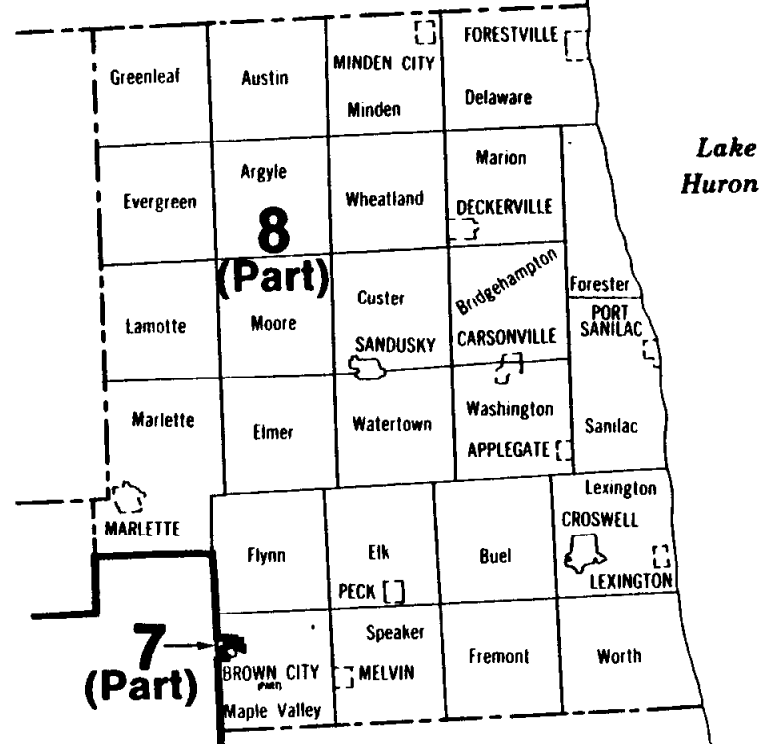 FORESTVILLE
MINDEN CITY
Greenleaf
Austin
Minden
Delaware
Lake
Huron
Marion
Argyle
Evergreen
Wheatland
DECKERVILLE
8
(Part)
Bridgehampton
Forester
Custer
PORT
SANILAC
Lamotte
Moore
SANDUSKY
CARSONVILLE
Marlette
Elmer
Watertown
Washington
Sanilac
APPLEGATE
Lexington
MARLETTE
CROSWELL
Flynn
Elk
Buel
LEXINGTON
PECK
7
(Part)
Speaker
Fremont
Worth
BROWN CITY
(PART)
MELVIN
Maple Valley